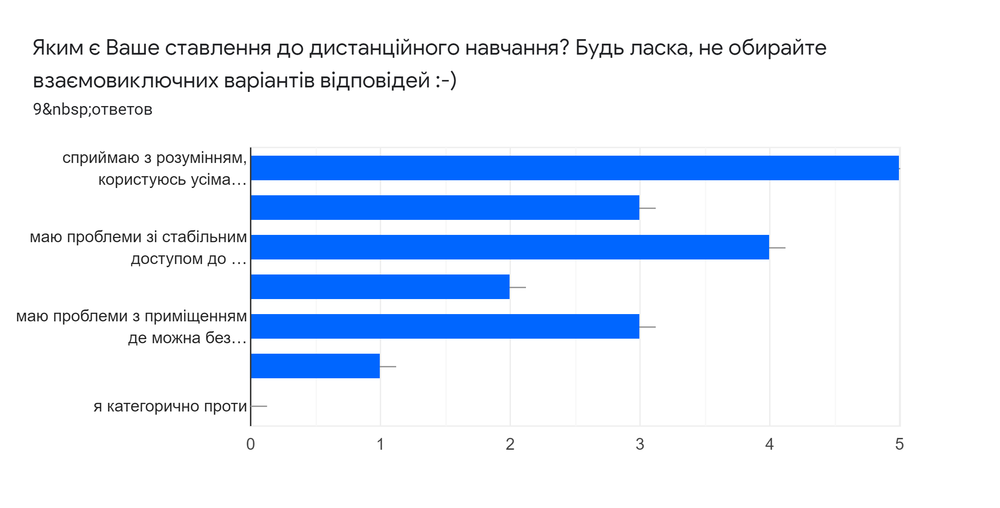 Яким є Ваше ставлення до дистанційного навчання? Будь ласка, не обирайте
взаємовиключних варіантів відповідей :-)
9&nbsp;ответов
сприймаю з розумінням,
користуюсь усіма…
маю проблеми зі стабільним
доступом до …
маю проблеми з приміщенням
де можна без…
я категорично проти
0 1 2 3 4 5